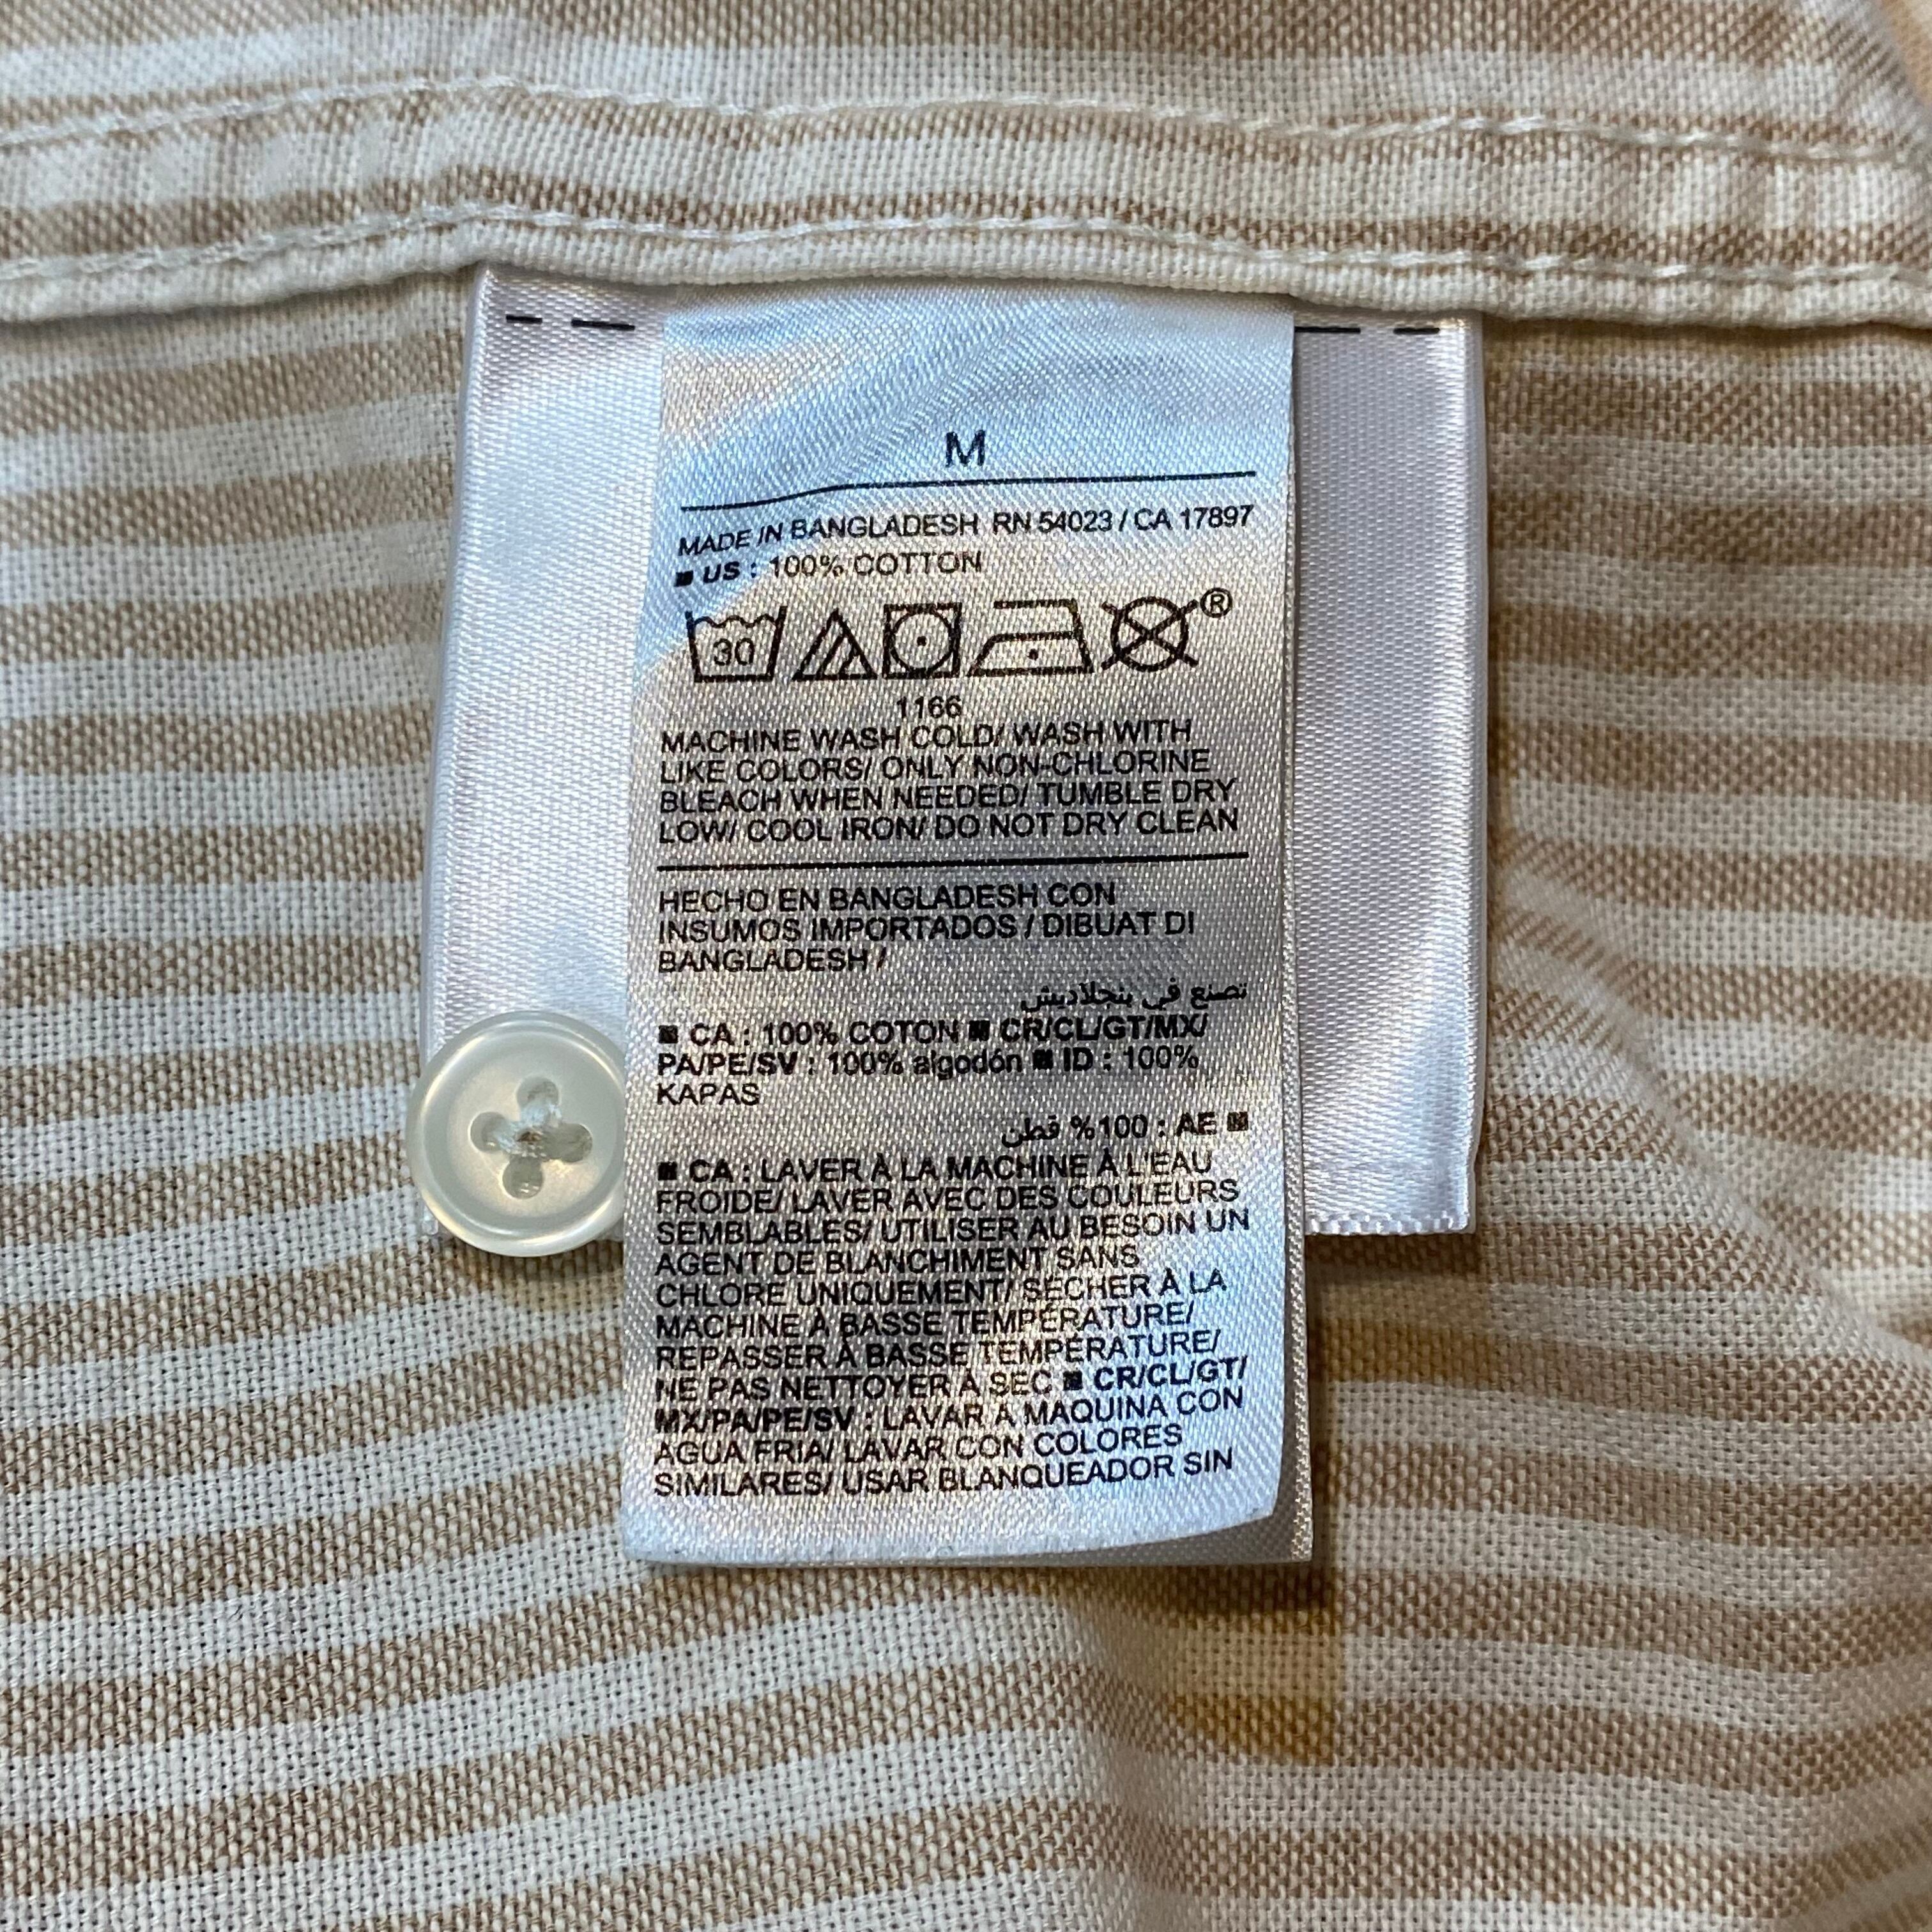 M
MADE IN BANGLADESH RN 54023 / CA 17897
■ US : 100% COTTON
30
®
1166
MACHINE WASH COLD/ WASH WITH
LIKE COLORS/ ONLY NON-CHLORINE
BLEACH WHEN NEEDED/ TUMBLE DRY
LOW/ COOL IRON/ DO NOT DRY CLEAN
HECHO EN BANGLADESH CON
INSUMOS IMPORTADOS / DIBUAT DI
BANGLADESH /
تصنع في بنجلاديش
■ CA : 100% COTON ■ CR/CL/GT/MX/
PA/PE/SV : 100% algodón ■ ID : 100%
KAPAS
■ AE : 100% قطن
■ CA : LAVER À LA MACHINE À L'EAU
FROIDE/ LAVER AVEC DES COULEURS
SEMBLABLES/ UTILISER AU BESOIN UN
AGENT DE BLANCHIMENT SANS
CHLORE UNIQUEMENT/ SÉCHER À LA
MACHINE À BASSE TEMPÉRATURE/
REPASSER À BASSE TEMPÉRATURE/
NE PAS NETTOYER À SEC ■ CR/CL/GT/
MX/PA/PE/SV : LAVAR A MAQUINA CON
AGUA FRIA/ LAVAR CON COLORES
SIMILARES/ USAR BLANQUEADOR SIN